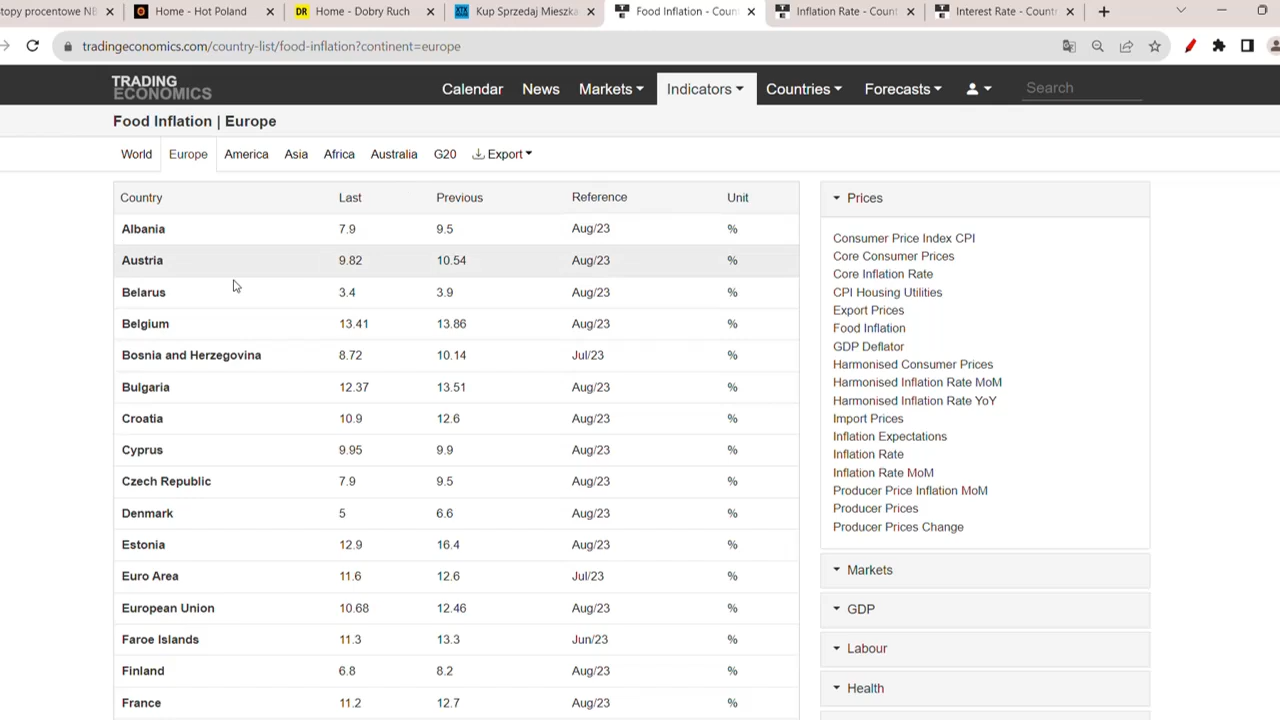 topy procentowe NB
Home - Hot Poland
DR Home - Dobry Ruch
Kup Sprzedaj Mieszka
Food Inflation - Coun
Inflation Rate - Count
Interest Rate - Countr
tradingeconomics.com/country-list/food-inflation?continent=europe
TRADING
ECONOMICS
Calendar News Markets Indicators Countries Forecasts Search
Food Inflation | Europe
World Europe America Asia Africa Australia G20 Export
Country Last Previous Reference Unit
Albania 7.9 9.5 Aug/23 %
Austria 9.82 10.54 Aug/23 %
Belarus 3.4 3.9 Aug/23 %
Belgium 13.41 13.86 Aug/23 %
Bosnia and Herzegovina 8.72 10.14 Jul/23 %
Bulgaria 12.37 13.51 Aug/23 %
Croatia 10.9 12.6 Aug/23 %
Cyprus 9.95 9.9 Aug/23 %
Czech Republic 7.9 9.5 Aug/23 %
Denmark 5 6.6 Aug/23 %
Estonia 12.9 16.4 Aug/23 %
Euro Area 11.6 12.6 Jul/23 %
European Union 10.68 12.46 Aug/23 %
Faroe Islands 11.3 13.3 Jun/23 %
Finland 6.8 8.2 Aug/23 %
France 11.2 12.7 Aug/23 %
Prices
Consumer Price Index CPI
Core Consumer Prices
Core Inflation Rate
CPI Housing Utilities
Export Prices
Food Inflation
GDP Deflator
Harmonised Consumer Prices
Harmonised Inflation Rate MoM
Harmonised Inflation Rate YoY
Import Prices
Inflation Expectations
Inflation Rate
Inflation Rate MoM
Producer Price Inflation MoM
Producer Prices
Producer Prices Change
Markets
GDP
Labour
Health